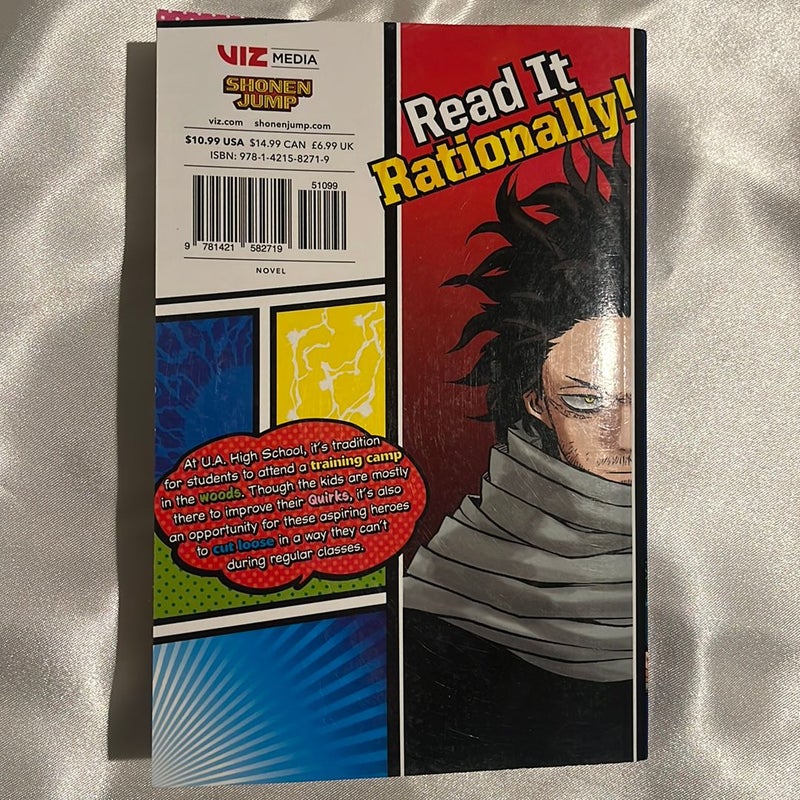 VIZ MEDIA
SHONEN
JUMP
viz.com shonenjump.com
$10.99 USA $14.99 CAN £6.99 UK
ISBN: 978-1-4215-8271-9
51099
9 781421 582719
NOVEL
Read It
Rationally!
At U.A. High School, it's tradition
for students to attend a training camp
in the woods. Though the kids are mostly
there to improve their Quirks, it's also
an opportunity for these aspiring heroes
to cut loose in a way they can't
during regular classes.